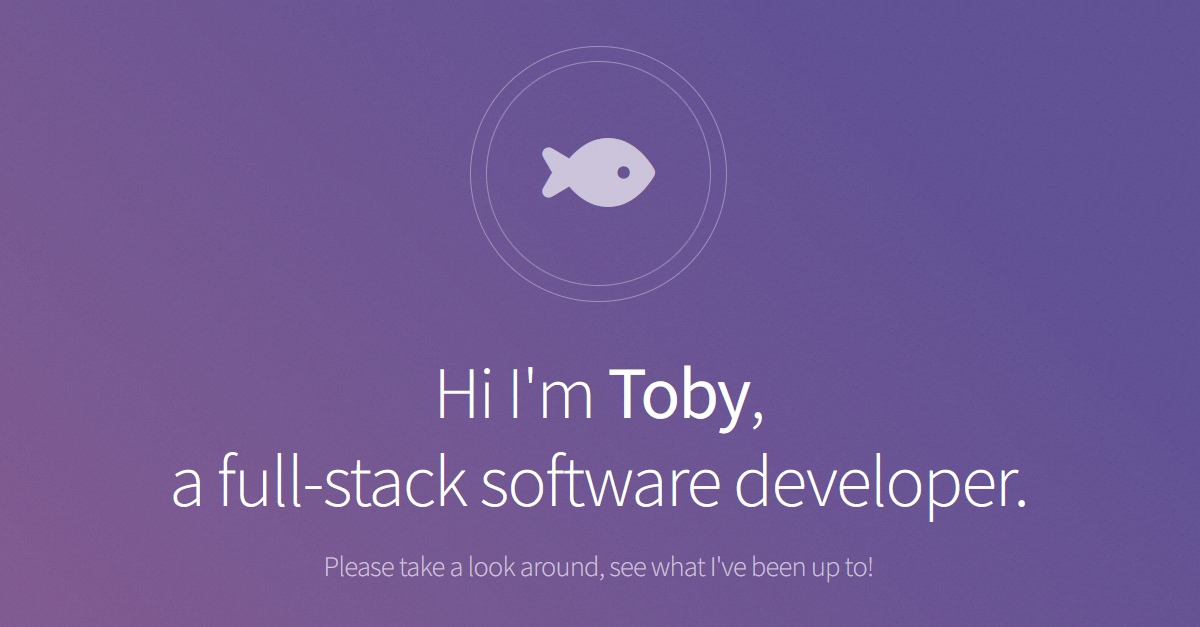 Hi I'm Toby,
a full-stack software developer.
Please take a look around, see what I've been up to!